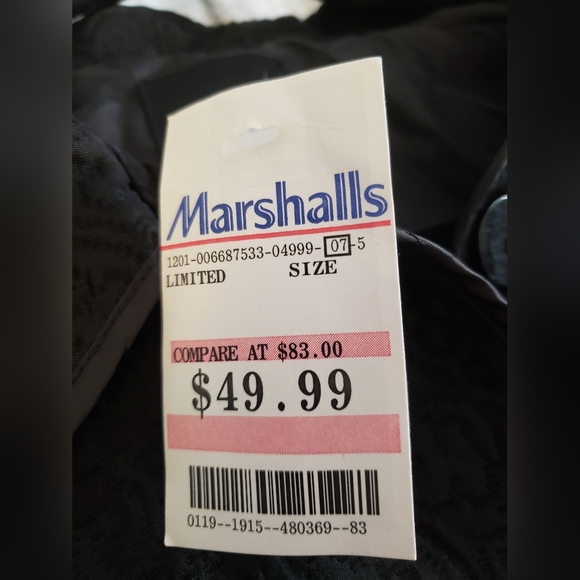 Marshalls
1201-006687533-04999-07-5
LIMITED SIZE
COMPARE AT $83.00
$49.99
0119--1915--480369--83